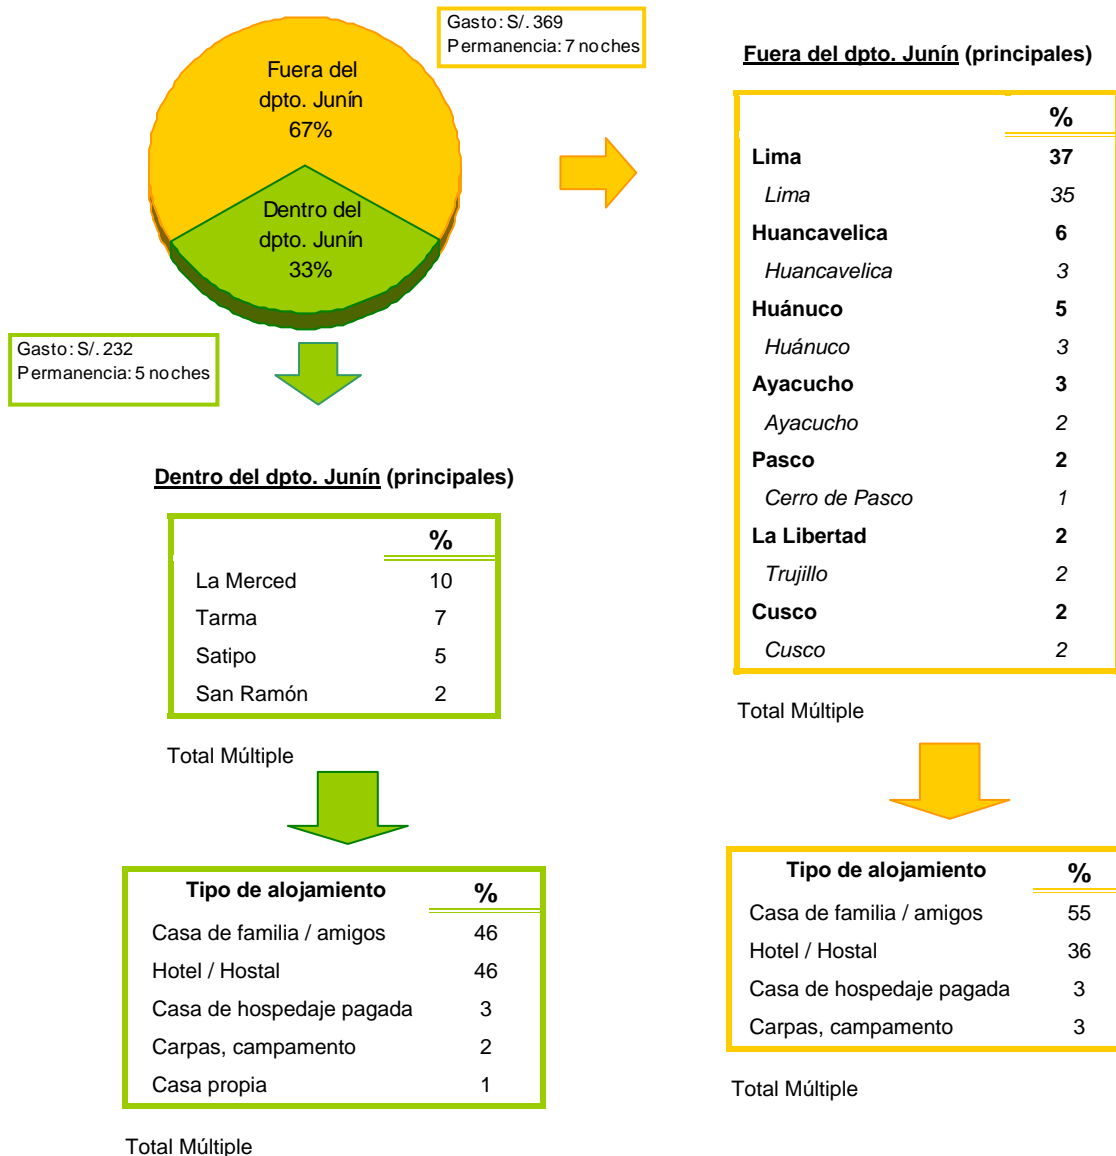 Gasto: S/. 369
Permanencia: 7 noches
Fuera del
dpto. Junín
67%
Dentro del
dpto. Junín
33%
Gasto: S/. 232
Permanencia: 5 noches
Dentro del dpto. Junín (principales)
%
La Merced 10
Tarma 7
Satipo 5
San Ramón 2
Total Múltiple
Tipo de alojamiento %
Casa de familia / amigos 46
Hotel / Hostal 46
Casa de hospedaje pagada 3
Carpas, campamento 2
Casa propia 1
Total Múltiple
Fuera del dpto. Junín (principales)
%
Lima 37
Lima 35
Huancavelica 6
Huancavelica 3
Huánuco 5
Huánuco 3
Ayacucho 3
Ayacucho 2
Pasco 2
Cerro de Pasco 1
La Libertad 2
Trujillo 2
Cusco 2
Cusco 2
Total Múltiple
Tipo de alojamiento %
Casa de familia / amigos 55
Hotel / Hostal 36
Casa de hospedaje pagada 3
Carpas, campamento 3
Total Múltiple